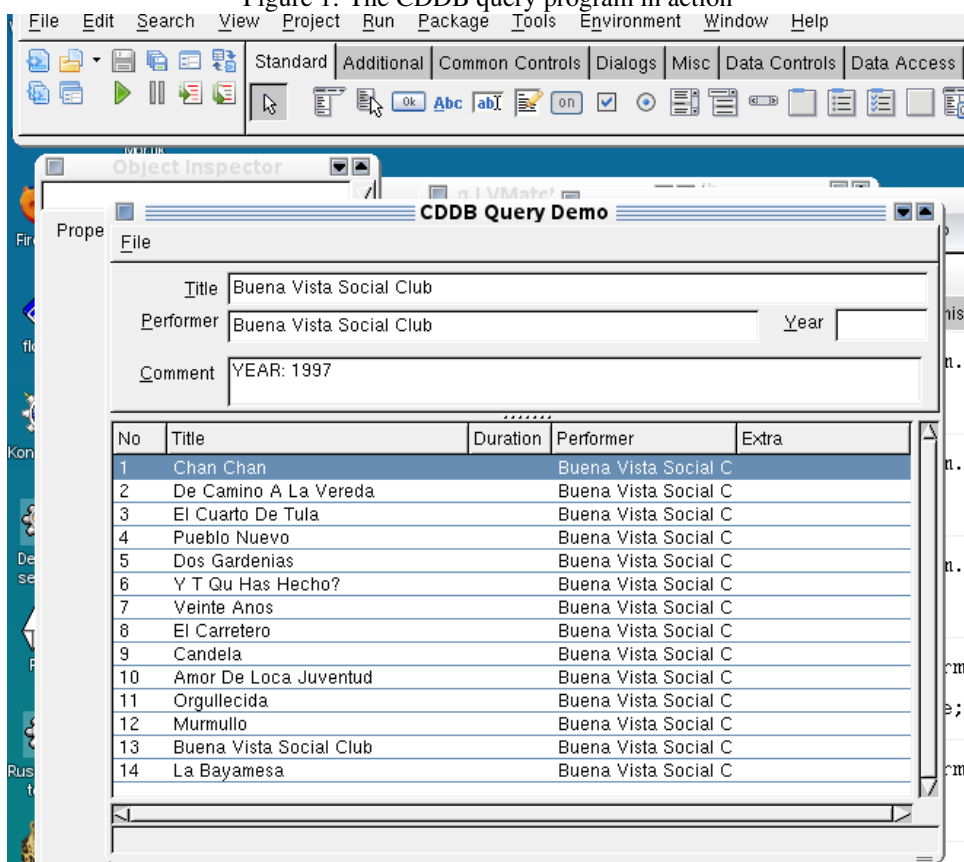 Figure 1: The CDDB query program in action
File Edit Search View Project Run Package Tools Environment Window Help
Standard Additional Common Controls Dialogs Misc Data Controls Data Access
Ok Abc abI on
Object Inspector
CDDB Query Demo
Prope
File
Title Buena Vista Social Club
Performer Buena Vista Social Club Year
Comment YEAR: 1997
No Title Duration Performer Extra
1 Chan Chan Buena Vista Social C
2 De Camino A La Vereda Buena Vista Social C
3 El Cuarto De Tula Buena Vista Social C
4 Pueblo Nuevo Buena Vista Social C
5 Dos Gardenias Buena Vista Social C
6 Y T Qu Has Hecho? Buena Vista Social C
7 Veinte Anos Buena Vista Social C
8 El Carretero Buena Vista Social C
9 Candela Buena Vista Social C
10 Amor De Loca Juventud Buena Vista Social C
11 Orgullecida Buena Vista Social C
12 Murmullo Buena Vista Social C
13 Buena Vista Social Club Buena Vista Social C
14 La Bayamesa Buena Vista Social C